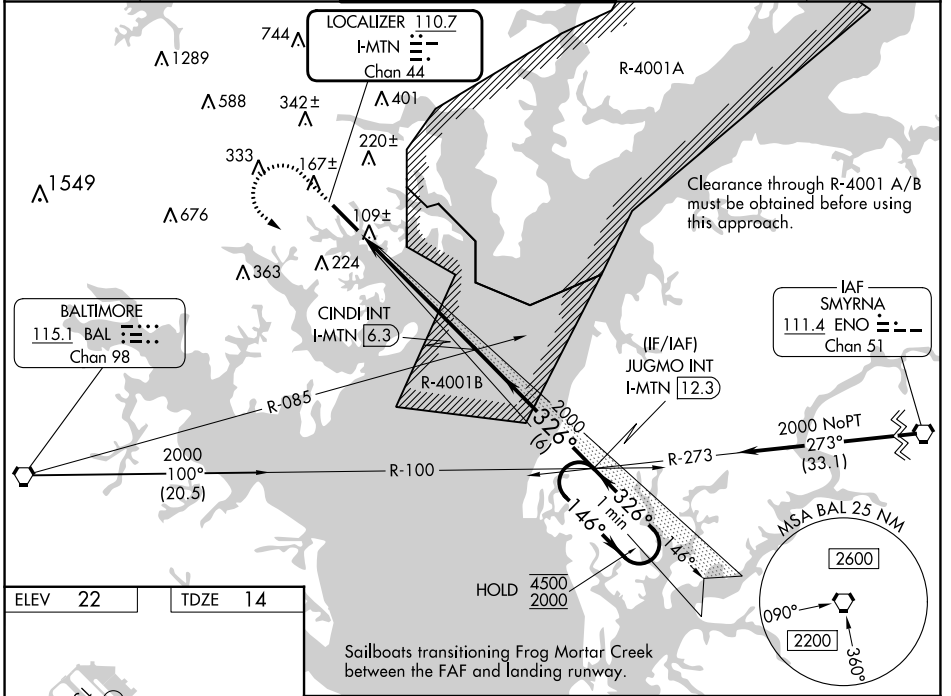 LOCALIZER 110.7
I-MTN
Chan 44
744
1289
588
342±
401
220±
333
167±
1549
676
109±
363
224
R-4001A
Clearance through R-4001 A/B
must be obtained before using
this approach.
BALTIMORE
115.1 BAL
Chan 98
CINDI INT
I-MTN 6.3
R-4001B
(IF/IAF)
JUGMO INT
I-MTN 12.3
IAF
SMYRNA
111.4 ENO
Chan 51
R-085
2000
326°
(6)
2000
100°
(20.5)
R-100
R-273
2000 NoPT
273°
(33.1)
326°
1 min
146°
146°
HOLD 4500
2000
MSA BAL 25 NM
2600
090°
2200
360°
ELEV 22
TDZE 14
Sailboats transitioning Frog Mortar Creek
between the FAF and landing runway.